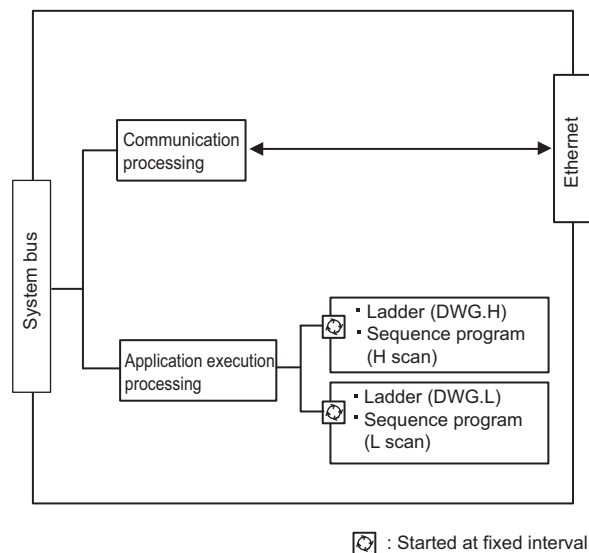 Communication
processing
Ethernet
System bus
Application execution
processing
・Ladder (DWG.H)
・Sequence program
(H scan)
・Ladder (DWG.L)
・Sequence program
(L scan)
: Started at fixed interval